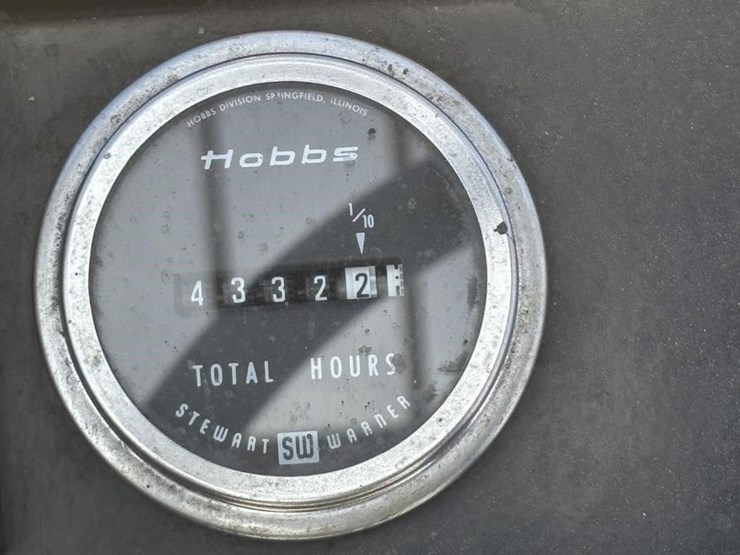 HOBBS DIVISION SPRINGFIELD, ILLINOIS
Hobbs
1/10
43322
TOTAL HOURS
STEWART SW WARNER